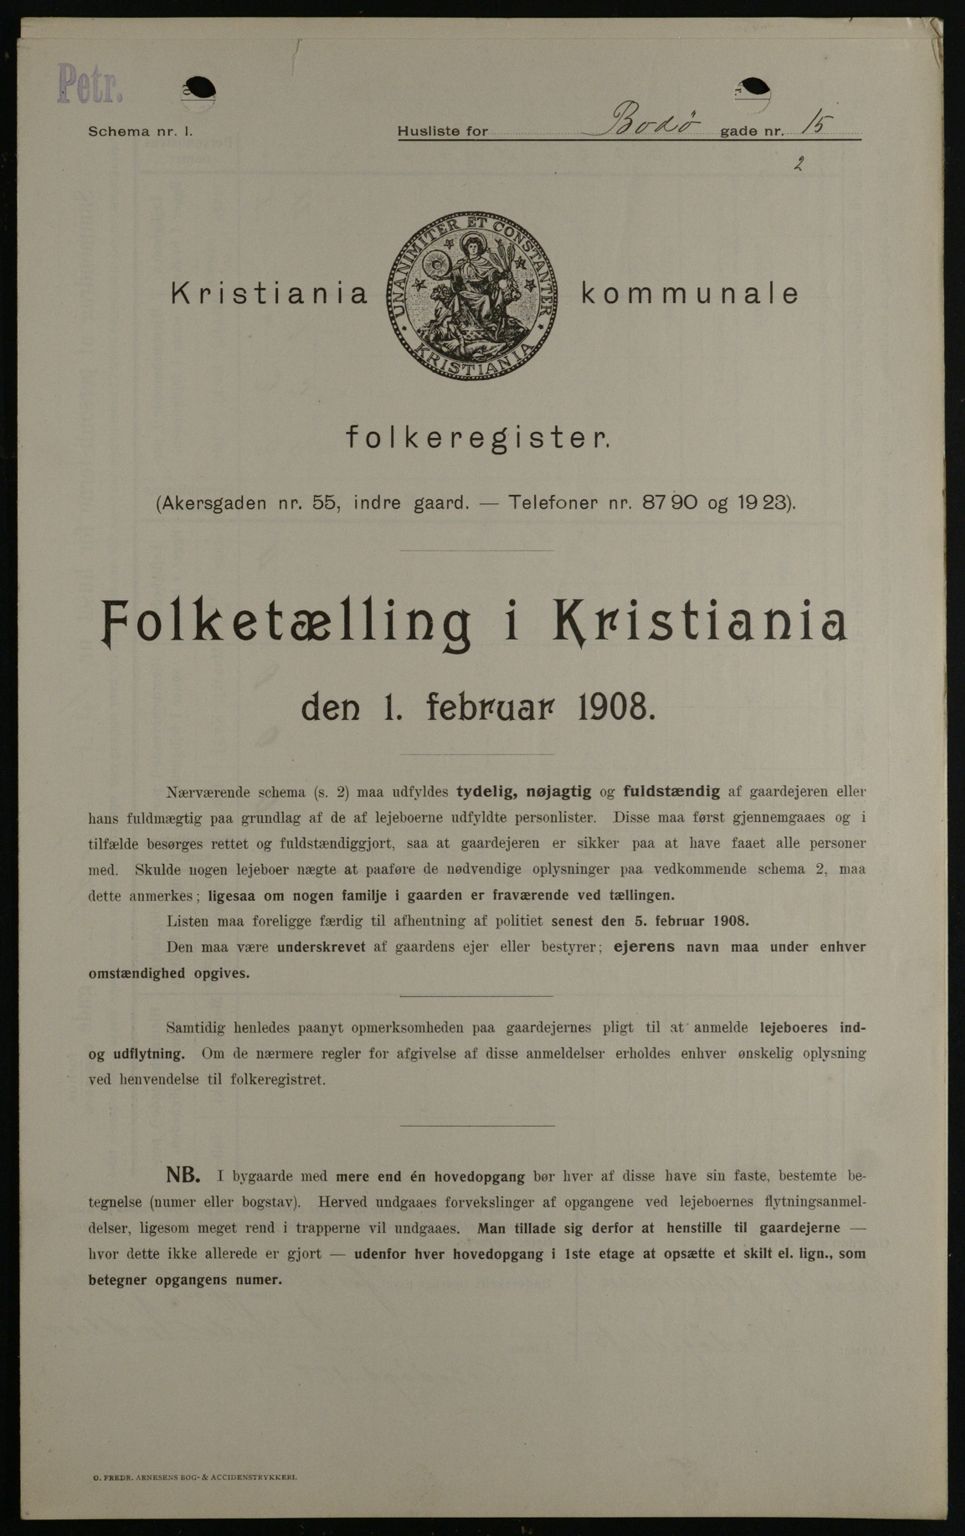 Petr.
Schema nr. 1.
Husliste for Bodø gade nr. 15
2
UNANIMITER ET CONSTANTER
KRISTIANIA
Kristiania kommunale
folkeregister.
(Akersgaden nr. 55, indre gaard. — Telefoner nr. 8790 og 1923).
Folketælling i Kristiania
den 1. februar 1908.
Nærværende schema (s. 2) maa udfyldes tydelig, nøjagtig og fuldstændig af gaardejeren eller
hans fuldmægtig paa grundlag af de af lejeboerne udfyldte personlister. Disse maa først gjennemgaaes og i
tilfælde besørges rettet og fuldstændiggjort, saa at gaardejeren er sikker paa at have faaet alle personer
med. Skulde nogen lejeboer nægte at paaføre de nødvendige oplysninger paa vedkommende schema 2, maa
dette anmerkes; ligesaa om nogen familje i gaarden er fraværende ved tællingen.
Listen maa foreligge færdig til afhentning af politiet senest den 5. februar 1908.
Den maa være underskrevet af gaardens ejer eller bestyrer; ejerens navn maa under enhver
omstændighed opgives.
Samtidig henledes paanyt opmerksomheden paa gaardejernes pligt til at anmelde lejeboeres ind-
og udflytning. Om de nærmere regler for afgivelse af disse anmeldelser erholdes enhver ønskelig oplysning
ved henvendelse til folkeregistret.
NB. I bygaarde med mere end én hovedopgang bør hver af disse have sin faste, bestemte be-
tegnelse (numer eller bogstav). Herved undgaaes forvekslinger af opgangene ved lejeboernes flytningsanmel-
delser, ligesom meget rend i trapperne vil undgaaes. Man tillade sig derfor at henstille til gaardejerne —
hvor dette ikke allerede er gjort — udenfor hver hovedopgang i 1ste etage at opsætte et skilt el. lign., som
betegner opgangens numer.
O. FREDR. ARNESENS BOG- & ACCIDENSTRYKKERI.